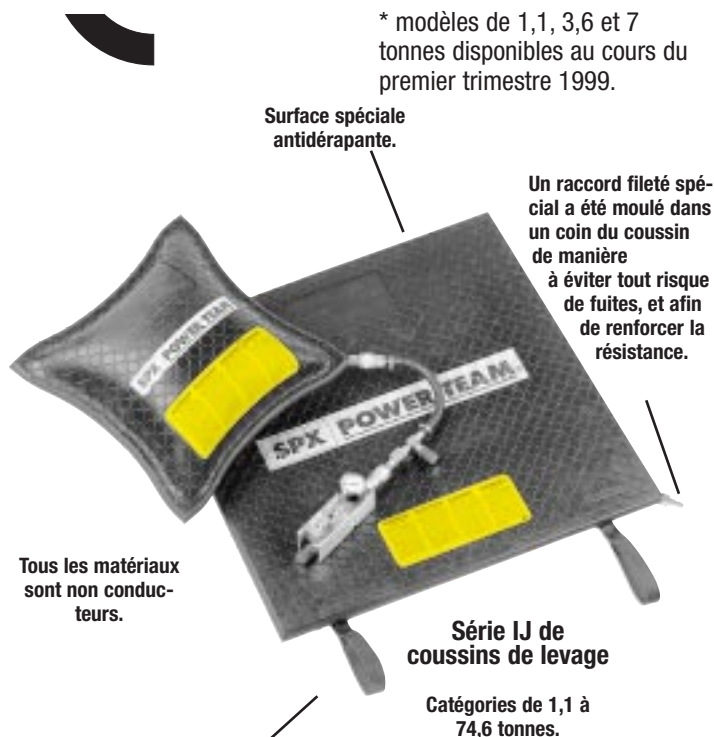 * modèles de 1,1, 3,6 et 7
tonnes disponibles au cours du
premier trimestre 1999.
Surface spéciale
antidérapante.
Un raccord fileté spé-
cial a été moulé dans
un coin du coussin
de manière
à éviter tout risque
de fuites, et afin
de renforcer la
résistance.
SPX POWER TEAM
SPX POWER TEAM
Tous les matériaux
sont non conduc-
teurs.
Série IJ de
coussins de levage
Catégories de 1,1 à
74,6 tonnes.